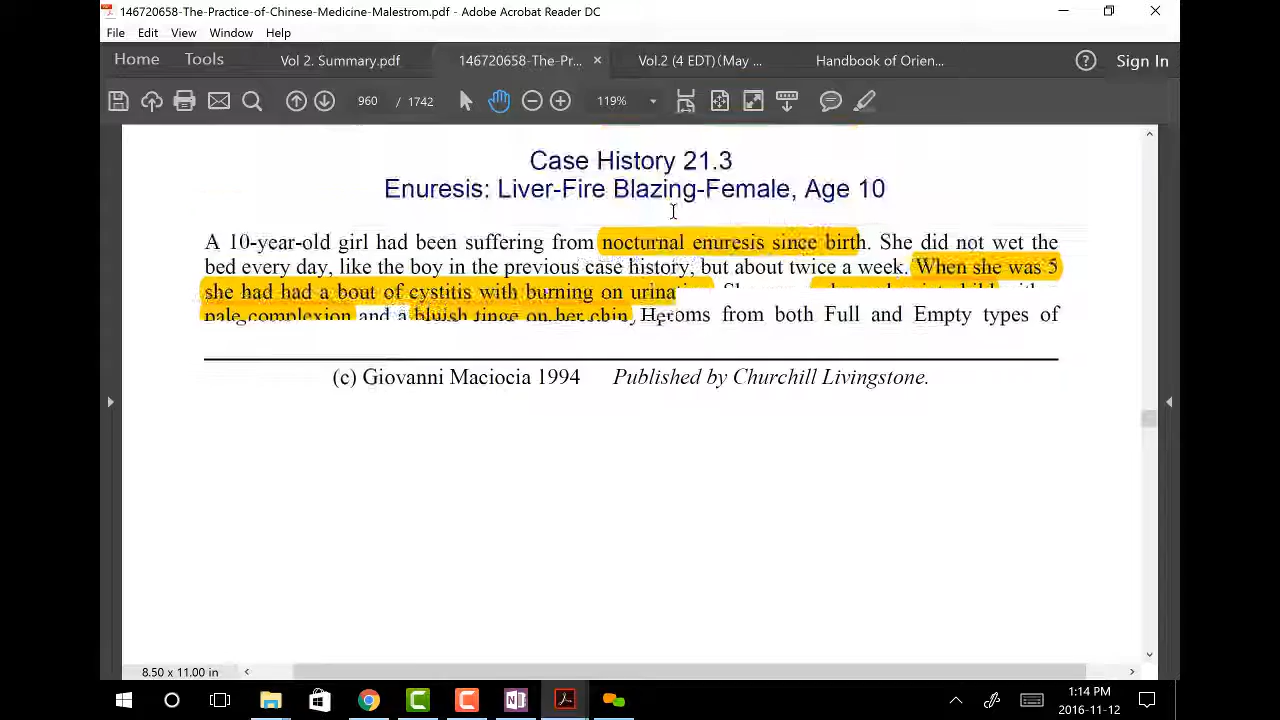 146720658-The-Practice-of-Chinese-Medicine-Malestrom.pdf - Adobe Acrobat Reader DC
File Edit View Window Help
Home Tools Vol 2. Summary.pdf 146720658-The-Pr... × Vol.2 (4 EDT)(May ... Handbook of Orien... ? Sign In
960 / 1742 119%
Case History 21.3
Enuresis: Liver-Fire Blazing-Female, Age 10
A 10-year-old girl had been suffering from nocturnal enuresis since birth. She did not wet the
bed every day, like the boy in the previous case history, but about twice a week. When she was 5
she had had a bout of cystitis with burning on urina
pale complexion and a bluish tinge on her chin. oms from both Full and Empty types of
(c) Giovanni Maciocia 1994 Published by Churchill Livingstone.
8.50 x 11.00 in
1:14 PM
2016-11-12